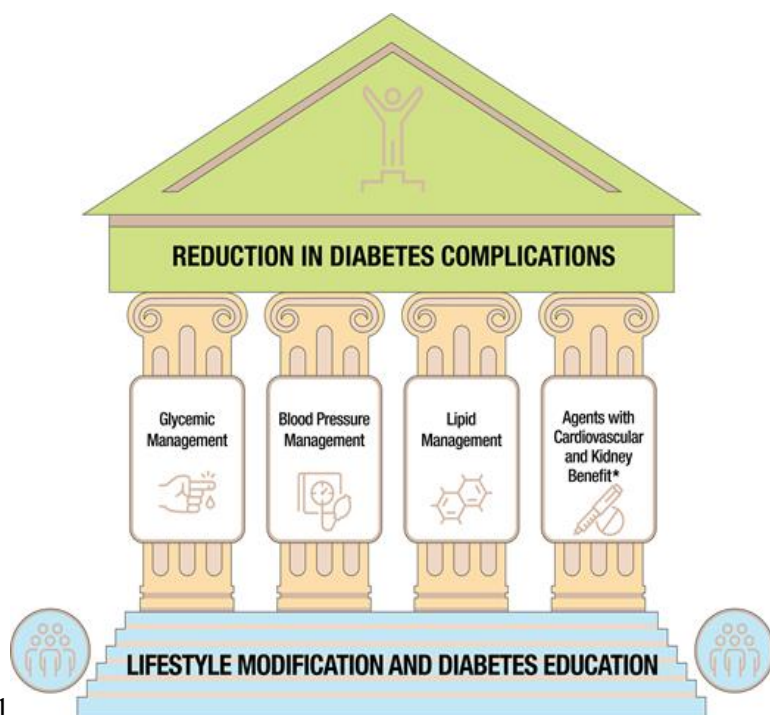 REDUCTION IN DIABETES COMPLICATIONS
Glycemic
Management
Blood Pressure
Management
Lipid
Management
Agents with
Cardiovascular
and Kidney
Benefit*
LIFESTYLE MODIFICATION AND DIABETES EDUCATION
1